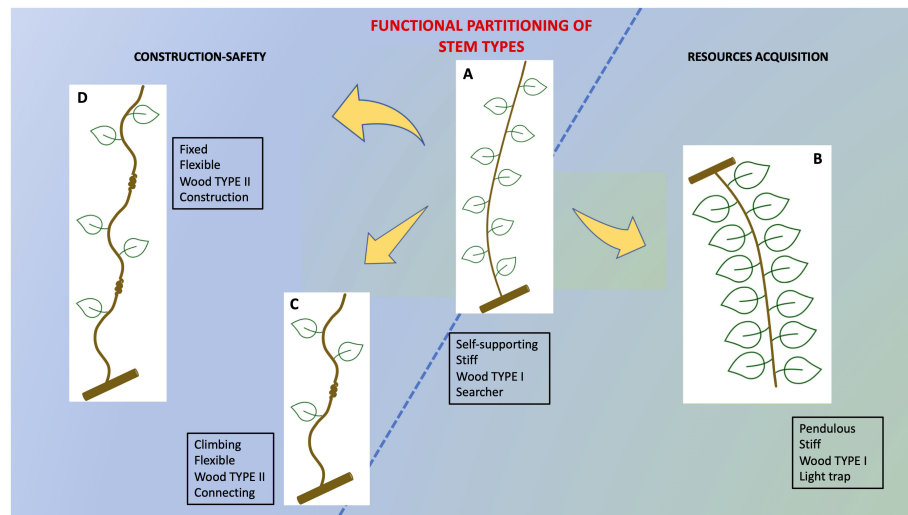 FUNCTIONAL PARTITIONING OF
STEM TYPES
CONSTRUCTION-SAFETY
RESOURCES ACQUISITION
D
Fixed
Flexible
Wood TYPE II
Construction
A
Self-supporting
Stiff
Wood TYPE I
Searcher
B
Pendulous
Stiff
Wood TYPE I
Light trap
C
Climbing
Flexible
Wood TYPE II
Connecting